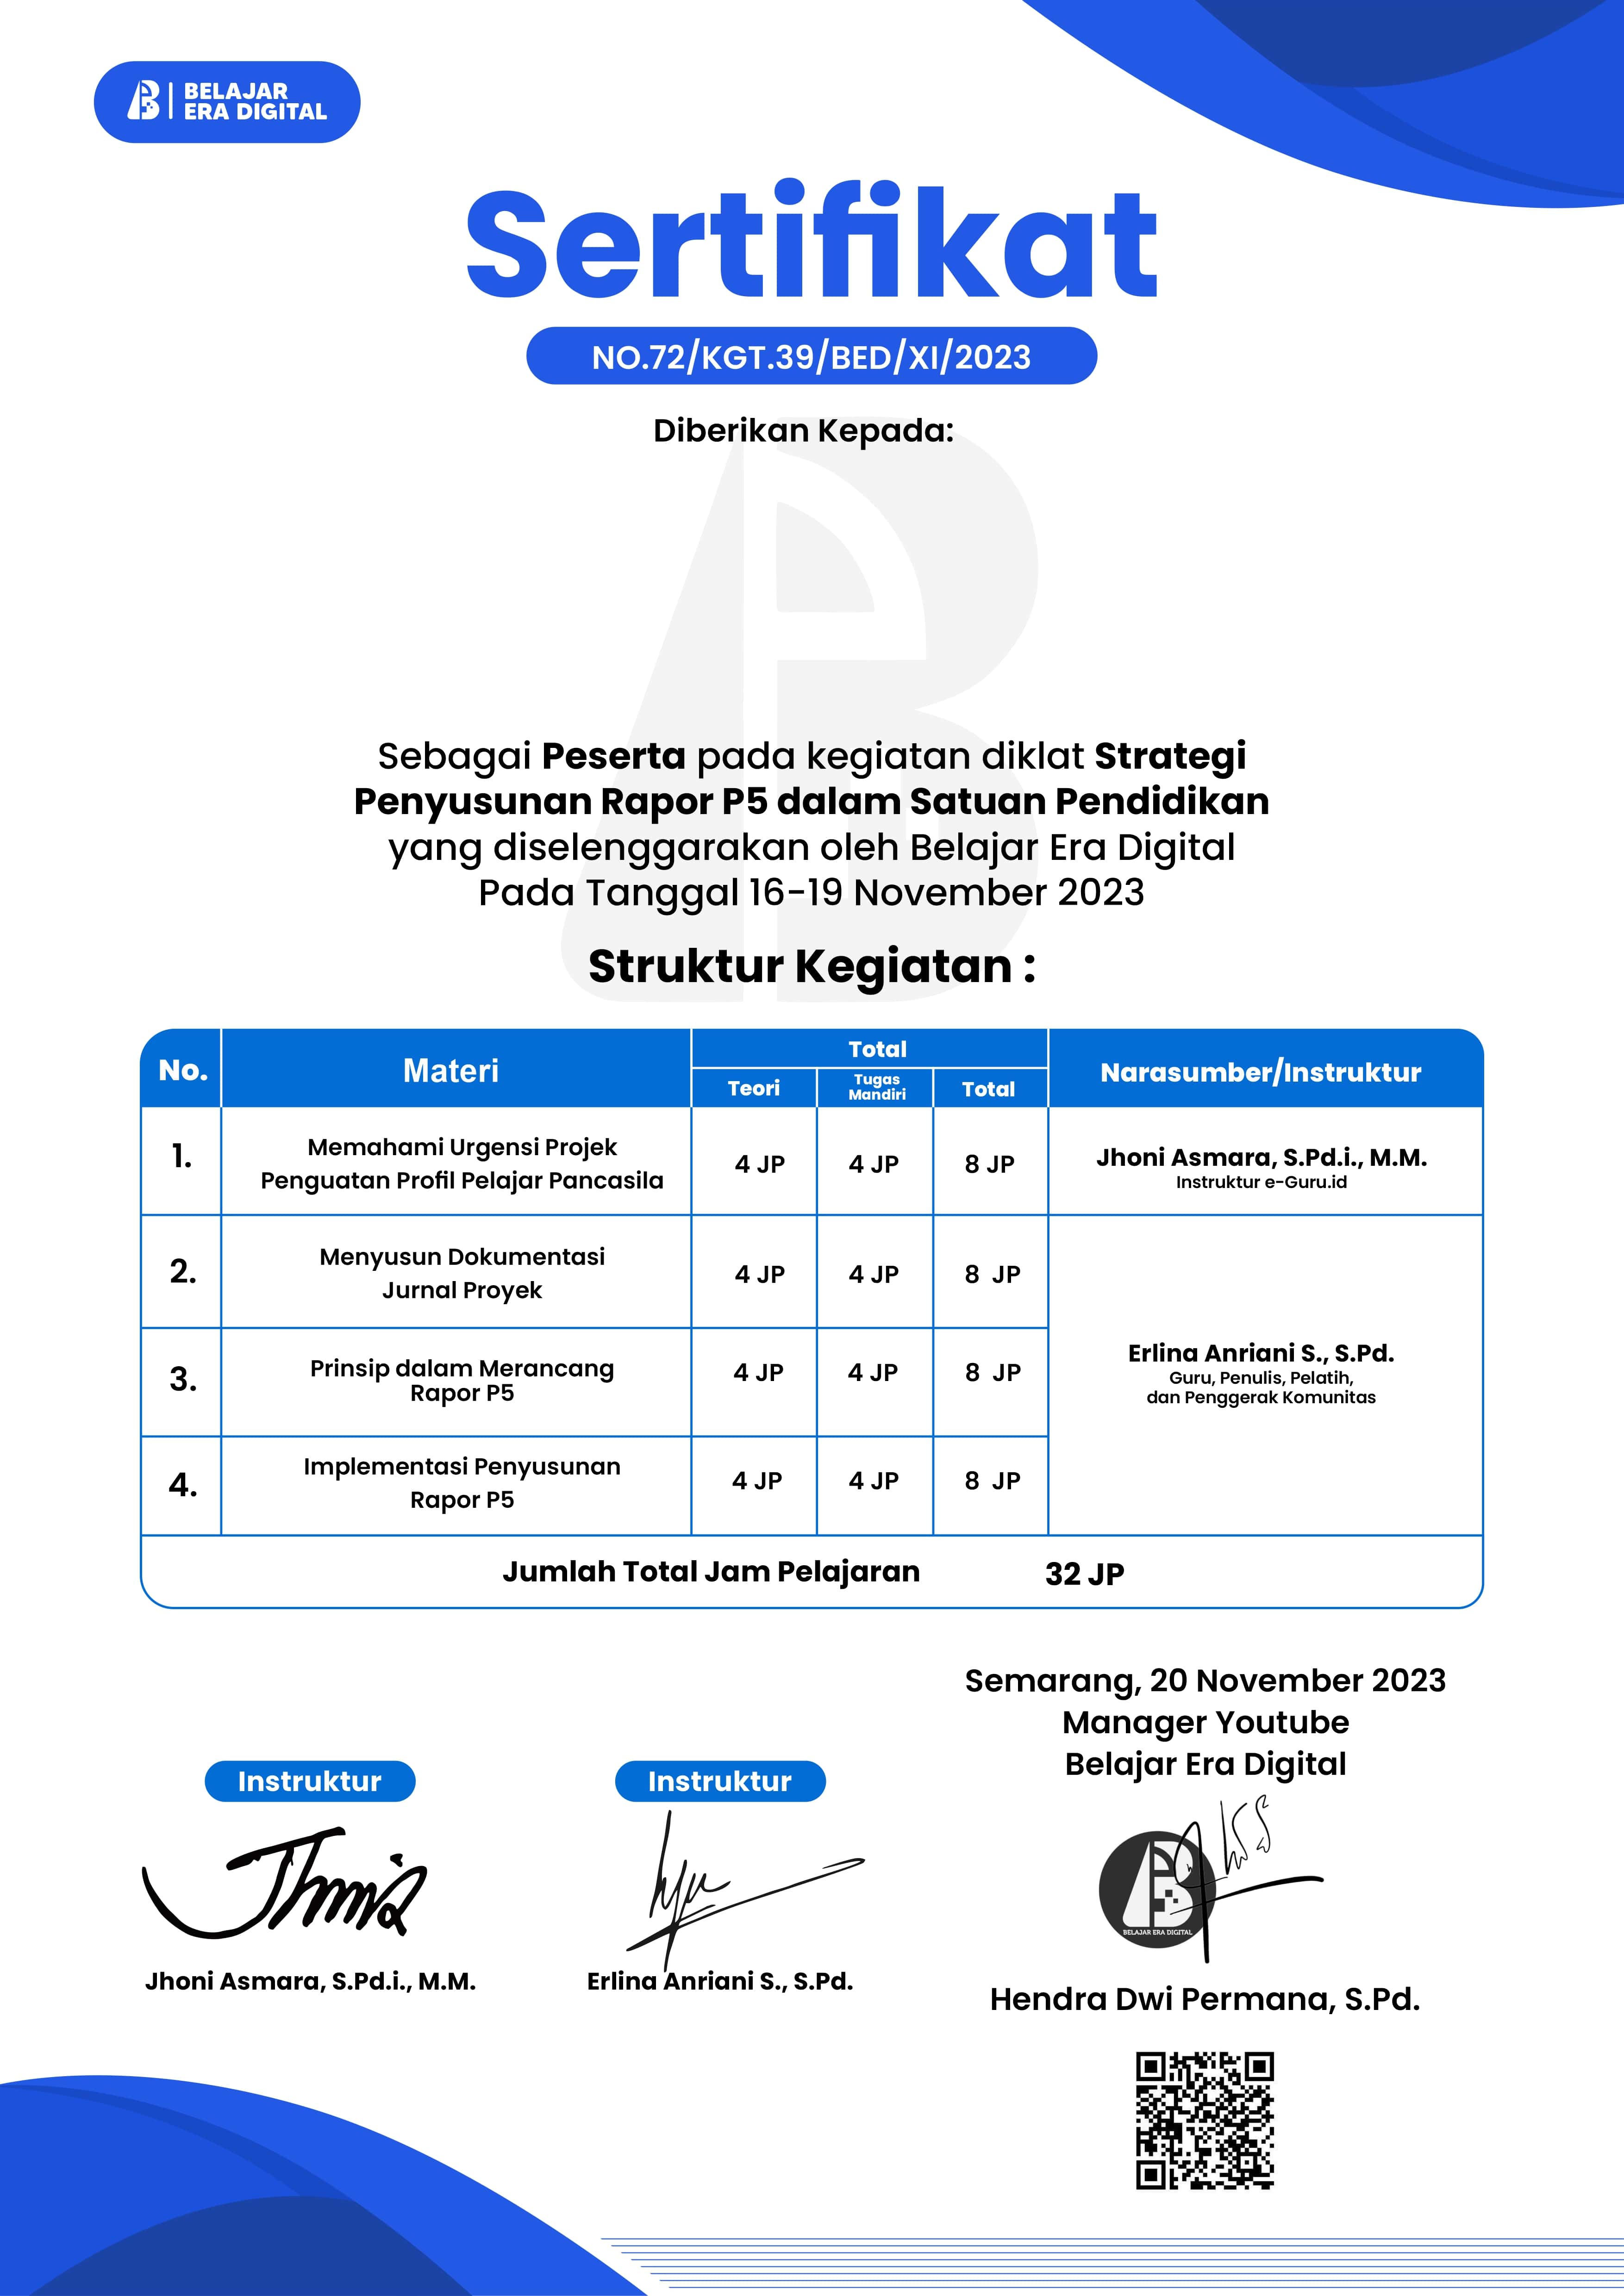 BELAJAR
ERA DIGITAL
Sertifikat
NO.72/KGT.39/BED/XI/2023
Diberikan Kepada:
Sebagai Peserta pada kegiatan diklat Strategi
Penyusunan Rapor P5 dalam Satuan Pendidikan
yang diselenggarakan oleh Belajar Era Digital
Pada Tanggal 16-19 November 2023
Struktur Kegiatan :
No. Materi Total Narasumber/Instruktur
Teori Tugas Mandiri Total
1. Memahami Urgensi Projek
Penguatan Profil Pelajar Pancasila
4 JP 4 JP 8 JP
Jhoni Asmara, S.Pd.i., M.M.
Instruktur e-Guru.id
2. Menyusun Dokumentasi
Jurnal Proyek
4 JP 4 JP 8 JP
3. Prinsip dalam Merancang
Rapor P5
4 JP 4 JP 8 JP
Erlina Anriani S., S.Pd.
Guru, Penulis, Pelatih,
dan Penggerak Komunitas
4. Implementasi Penyusunan
Rapor P5
4 JP 4 JP 8 JP
Jumlah Total Jam Pelajaran 32 JP
Semarang, 20 November 2023
Manager Youtube
Belajar Era Digital
Instruktur
Instruktur
BELAJAR ERA DIGITAL
Jhoni Asmara, S.Pd.i., M.M.
Erlina Anriani S., S.Pd.
Hendra Dwi Permana, S.Pd.